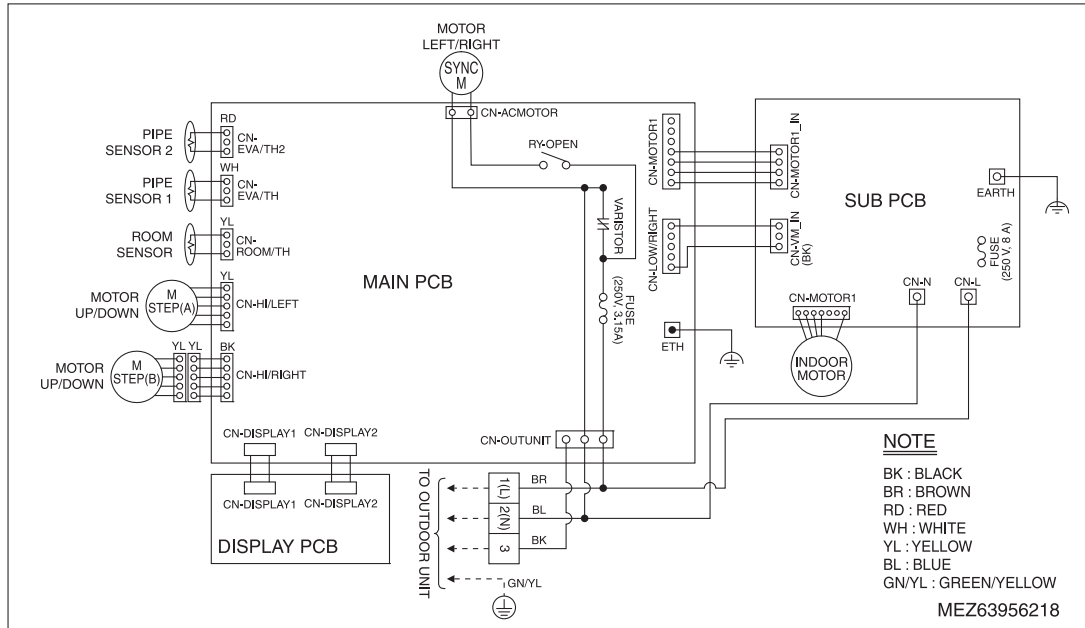 MOTOR
LEFT/RIGHT
SYNC
M
CN-ACMOTOR
RD
PIPE
SENSOR 2
CN-
EVA/TH2
WH
PIPE
SENSOR 1
CN-
EVA/TH
YL
ROOM
SENSOR
CN-
ROOM/TH
YL
MOTOR
UP/DOWN
M
STEP(A)
CN-HI/LEFT
YL YL
BK
MOTOR
UP/DOWN
M
STEP(B)
CN-HI/RIGHT
MAIN PCB
RY-OPEN
VARISTOR
FUSE
(250V, 3.15A)
CN-MOTOR1
CN-LOW/RIGHT
ETH
CN-OUTUNIT
CN-MOTOR1_IN
CN-VM_IN
(BK)
SUB PCB
EARTH
FUSE
(250 V, 8 A)
CN-N
CN-L
CN-MOTOR1
INDOOR
MOTOR
CN-DISPLAY1
CN-DISPLAY2
CN-DISPLAY1
CN-DISPLAY2
DISPLAY PCB
TO OUTDOOR UNIT
1(L)
BR
2(N)
BL
3
BK
GN/YL
NOTE
BK : BLACK
BR : BROWN
RD : RED
WH : WHITE
YL : YELLOW
BL : BLUE
GN/YL : GREEN/YELLOW
MEZ63956218